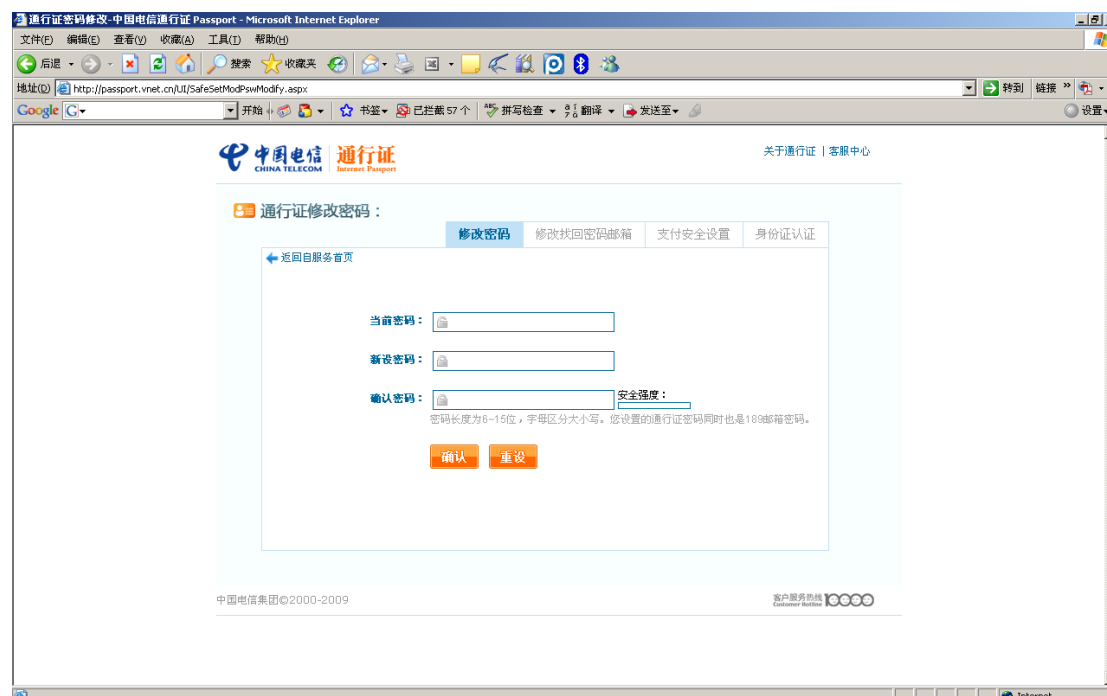 通行证密码修改-中国电信通行证 Passport - Microsoft Internet Explorer
文件(F) 编辑(E) 查看(V) 收藏(A) 工具(T) 帮助(H)
后退 搜索 收藏夹
地址(D) http://passport.vnet.cn/UI/SafeSetModPswModify.aspx 转到 链接 »
Google G 开始 书签 已拦截 57 个 拼写检查 翻译 发送至 设置
中国电信 通行证 关于通行证 | 客服中心
CHINA TELECOM Internet Passport
通行证修改密码：
修改密码 修改找回密码邮箱 支付安全设置 身份证认证
返回自服务首页
当前密码：
新设密码：
确认密码： 安全强度：
密码长度为6~15位，字母区分大小写。您设置的通行证密码同时也是189邮箱密码。
确认 重设
中国电信集团©2000-2009 客户服务热线 10000
Customer Hotline
Internet